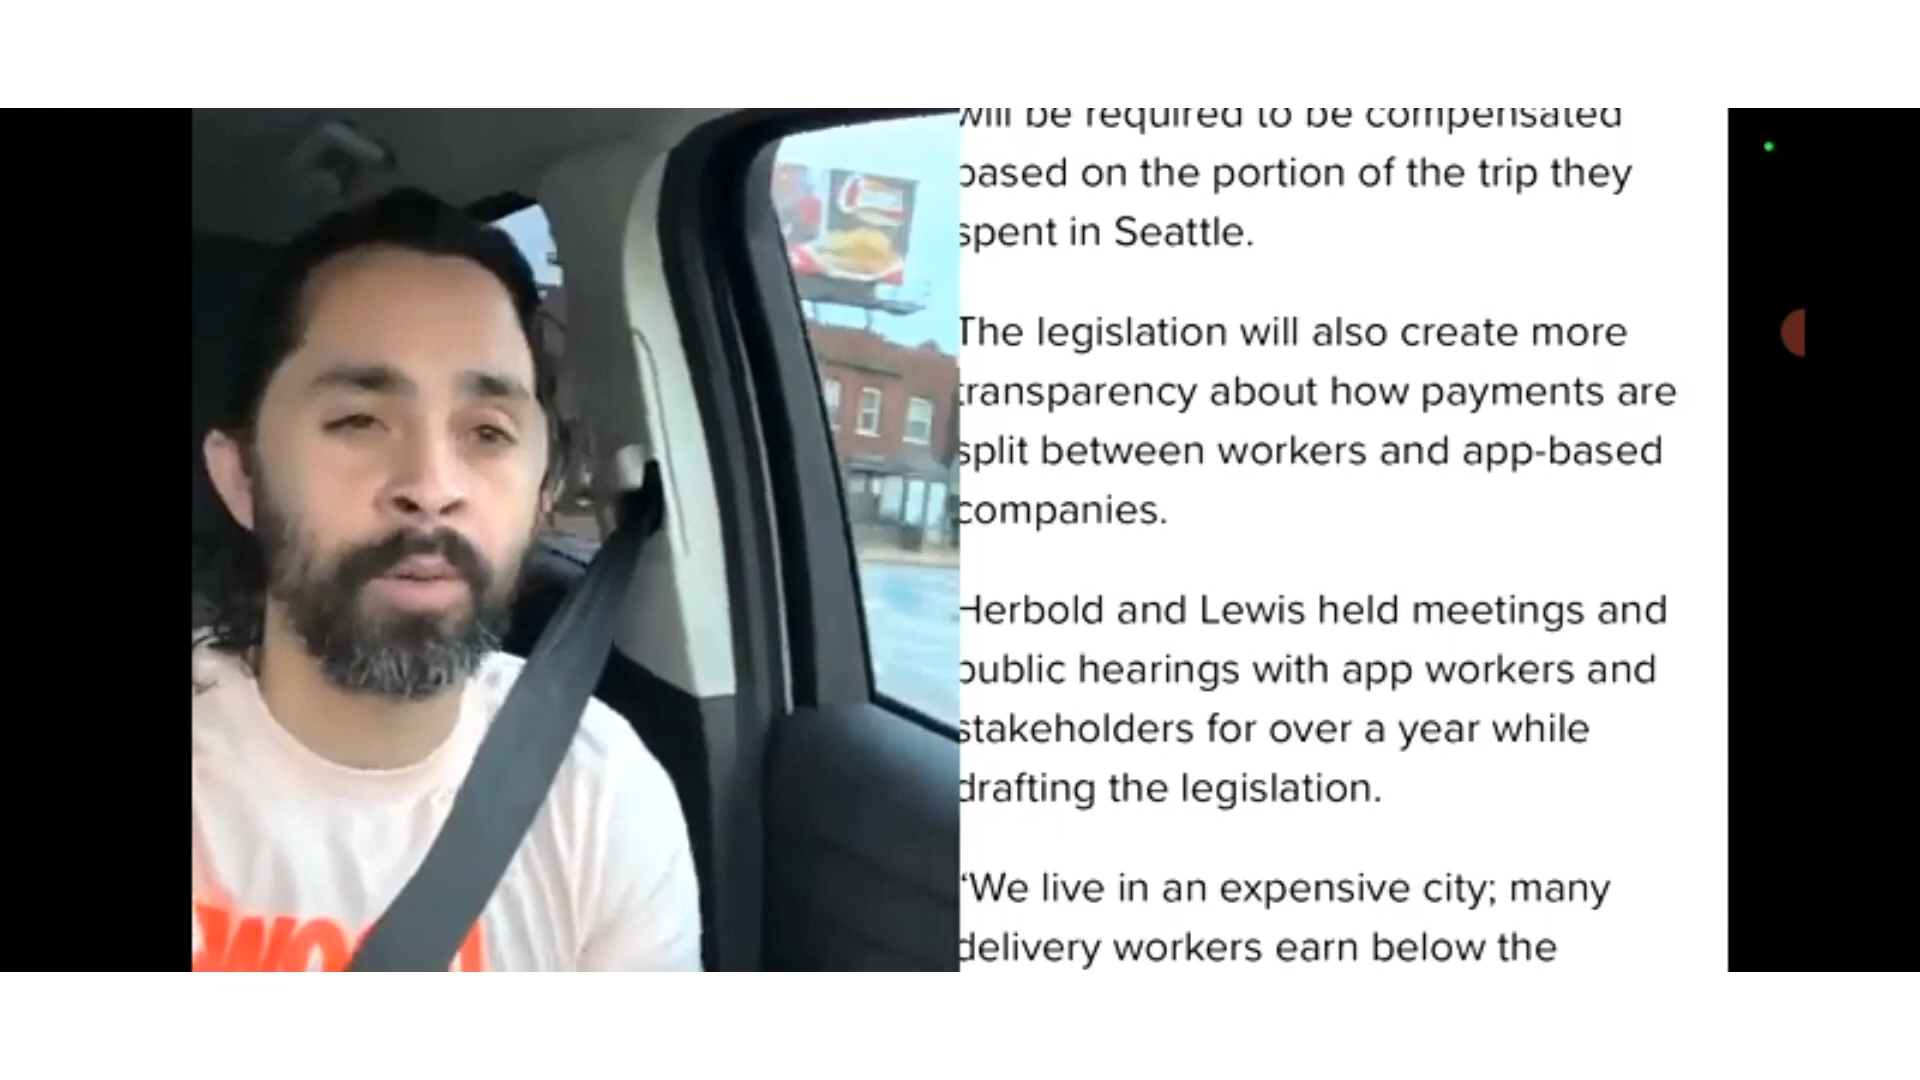 will be required to be compensated
based on the portion of the trip they
spent in Seattle.
The legislation will also create more
transparency about how payments are
split between workers and app-based
companies.
Herbold and Lewis held meetings and
public hearings with app workers and
stakeholders for over a year while
drafting the legislation.
“We live in an expensive city; many
delivery workers earn below the